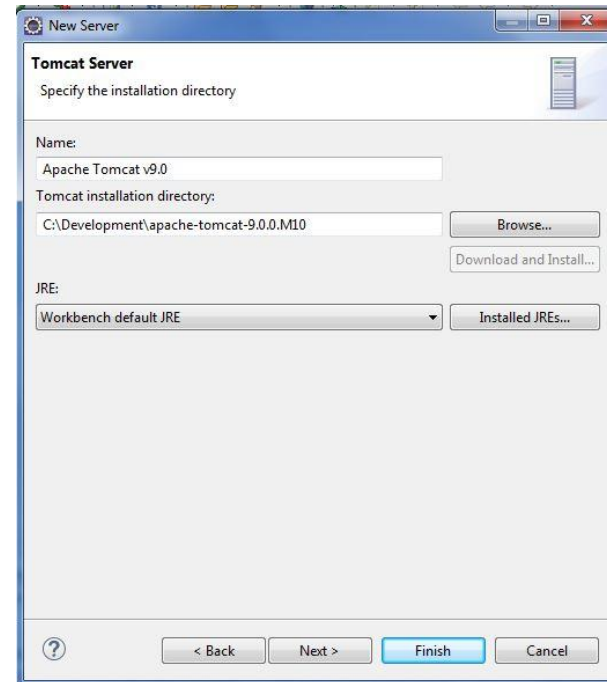 New Server
Tomcat Server
Specify the installation directory
Name:
Apache Tomcat v9.0
Tomcat installation directory:
C:\Development\apache-tomcat-9.0.0.M10
Browse...
Download and Install...
JRE:
Workbench default JRE
Installed JREs...
?
< Back
Next >
Finish
Cancel